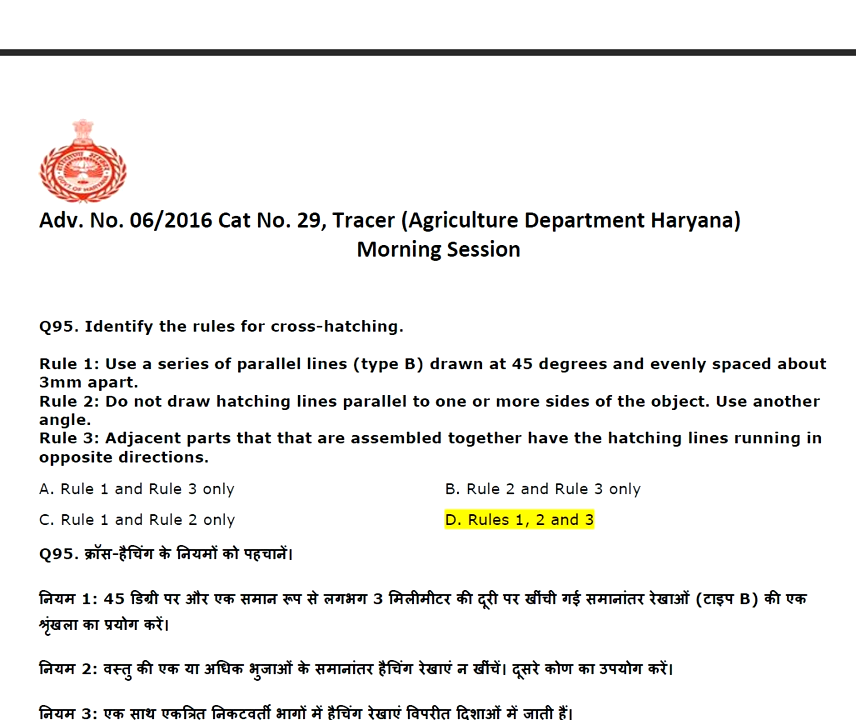 Adv. No. 06/2016 Cat No. 29, Tracer (Agriculture Department Haryana)
Morning Session
Q95. Identify the rules for cross-hatching.
Rule 1: Use a series of parallel lines (type B) drawn at 45 degrees and evenly spaced about
3mm apart.
Rule 2: Do not draw hatching lines parallel to one or more sides of the object. Use another
angle.
Rule 3: Adjacent parts that that are assembled together have the hatching lines running in
opposite directions.
A. Rule 1 and Rule 3 only
B. Rule 2 and Rule 3 only
C. Rule 1 and Rule 2 only
D. Rules 1, 2 and 3
Q95. क्रॉस-हैचिंग के नियमों को पहचानें।
नियम 1: 45 डिग्री पर और एक समान रूप से लगभग 3 मिलीमीटर की दूरी पर खींची गई समानांतर रेखाओं (टाइप B) की एक
श्रृंखला का प्रयोग करें।
नियम 2: वस्तु की एक या अधिक भुजाओं के समानांतर हैचिंग रेखाएं न खींचें। दूसरे कोण का उपयोग करें।
नियम 3: एक साथ एकत्रित निकटवर्ती भागों में हैचिंग रेखाएं विपरीत दिशाओं में जाती हैं।